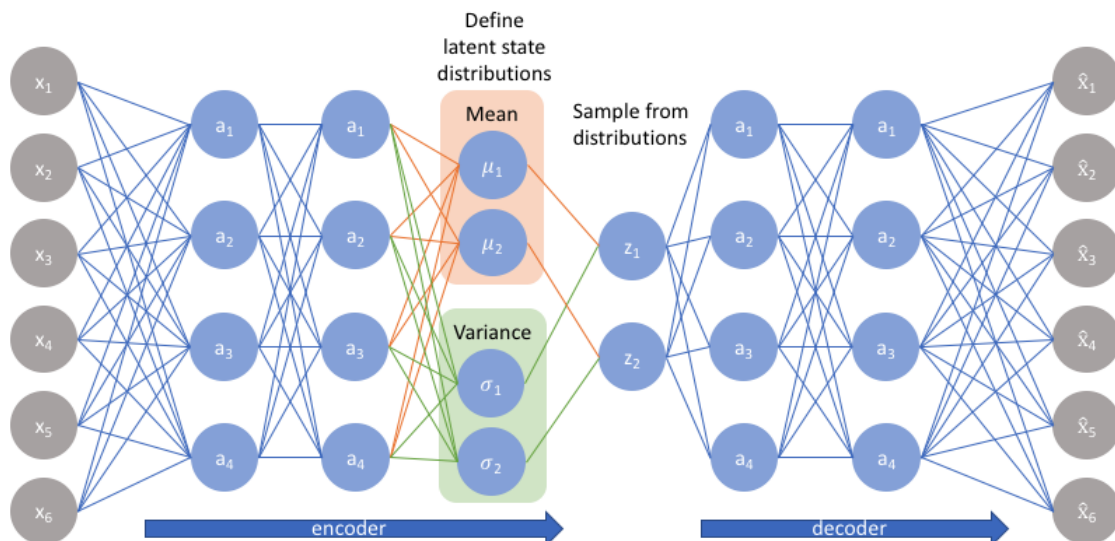 Define
latent state
distributions
Mean
Variance
Sample from
distributions
x₁
x₂
x₃
x₄
x₅
x₆
a₁
a₂
a₃
a₄
a₁
a₂
a₃
a₄
μ₁
μ₂
σ₁
σ₂
z₁
z₂
a₁
a₂
a₃
a₄
a₁
a₂
a₃
a₄
x̂₁
x̂₂
x̂₃
x̂₄
x̂₅
x̂₆
encoder
decoder